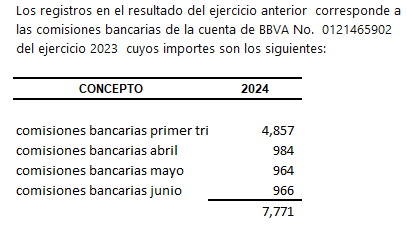 Los registros en el resultado del ejercicio anterior corresponde a
las comisiones bancarias de la cuenta de BBVA No. 0121465902
del ejercicio 2023 cuyos importes son los siguientes:
CONCEPTO 2024
comisiones bancarias primer tri 4,857
comisiones bancarias abril 984
comisiones bancarias mayo 964
comisiones bancarias junio 966
7,771